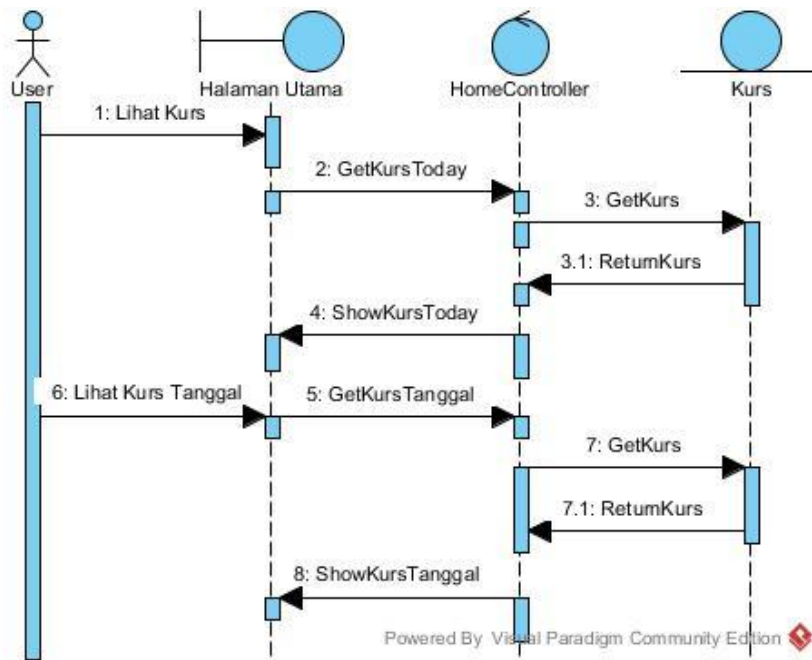 User
Halaman Utama
HomeController
Kurs
1: Lihat Kurs
2: GetKursToday
3: GetKurs
3.1: ReturnKurs
4: ShowKursToday
6: Lihat Kurs Tanggal
5: GetKursTanggal
7: GetKurs
7.1: ReturnKurs
8: ShowKursTanggal
Powered By Visual Paradigm Community Edition